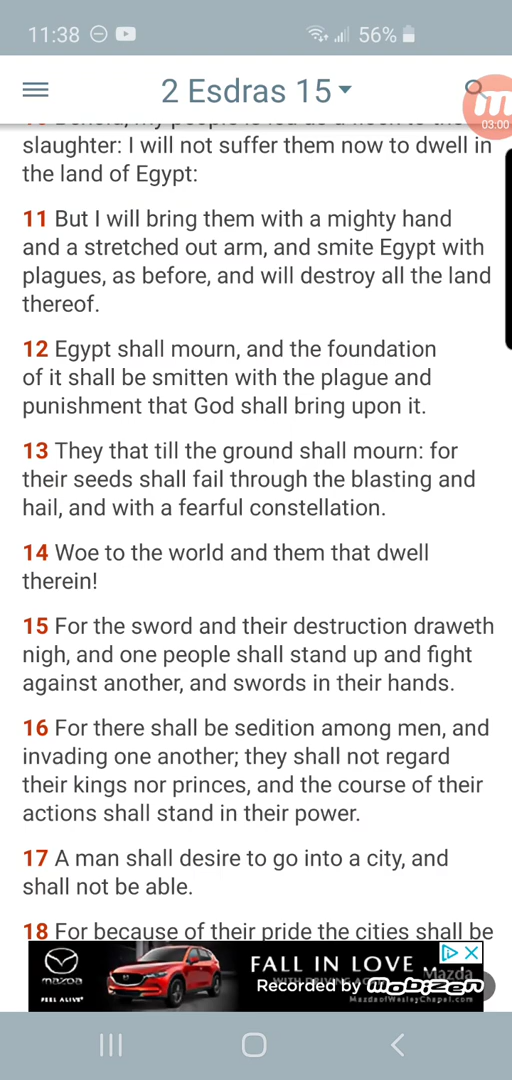 11:38 56%
2 Esdras 15
03:00
slaughter: I will not suffer them now to dwell in
the land of Egypt:
11 But I will bring them with a mighty hand
and a stretched out arm, and smite Egypt with
plagues, as before, and will destroy all the land
thereof.
12 Egypt shall mourn, and the foundation
of it shall be smitten with the plague and
punishment that God shall bring upon it.
13 They that till the ground shall mourn: for
their seeds shall fail through the blasting and
hail, and with a fearful constellation.
14 Woe to the world and them that dwell
therein!
15 For the sword and their destruction draweth
nigh, and one people shall stand up and fight
against another, and swords in their hands.
16 For there shall be sedition among men, and
invading one another; they shall not regard
their kings nor princes, and the course of their
actions shall stand in their power.
17 A man shall desire to go into a city, and
shall not be able.
18 For because of their pride the cities shall be
mazda
FEEL ALIVE
FALL IN LOVE
Mazda
Recorded by mobizen
MazdaofWesleyChapel.com